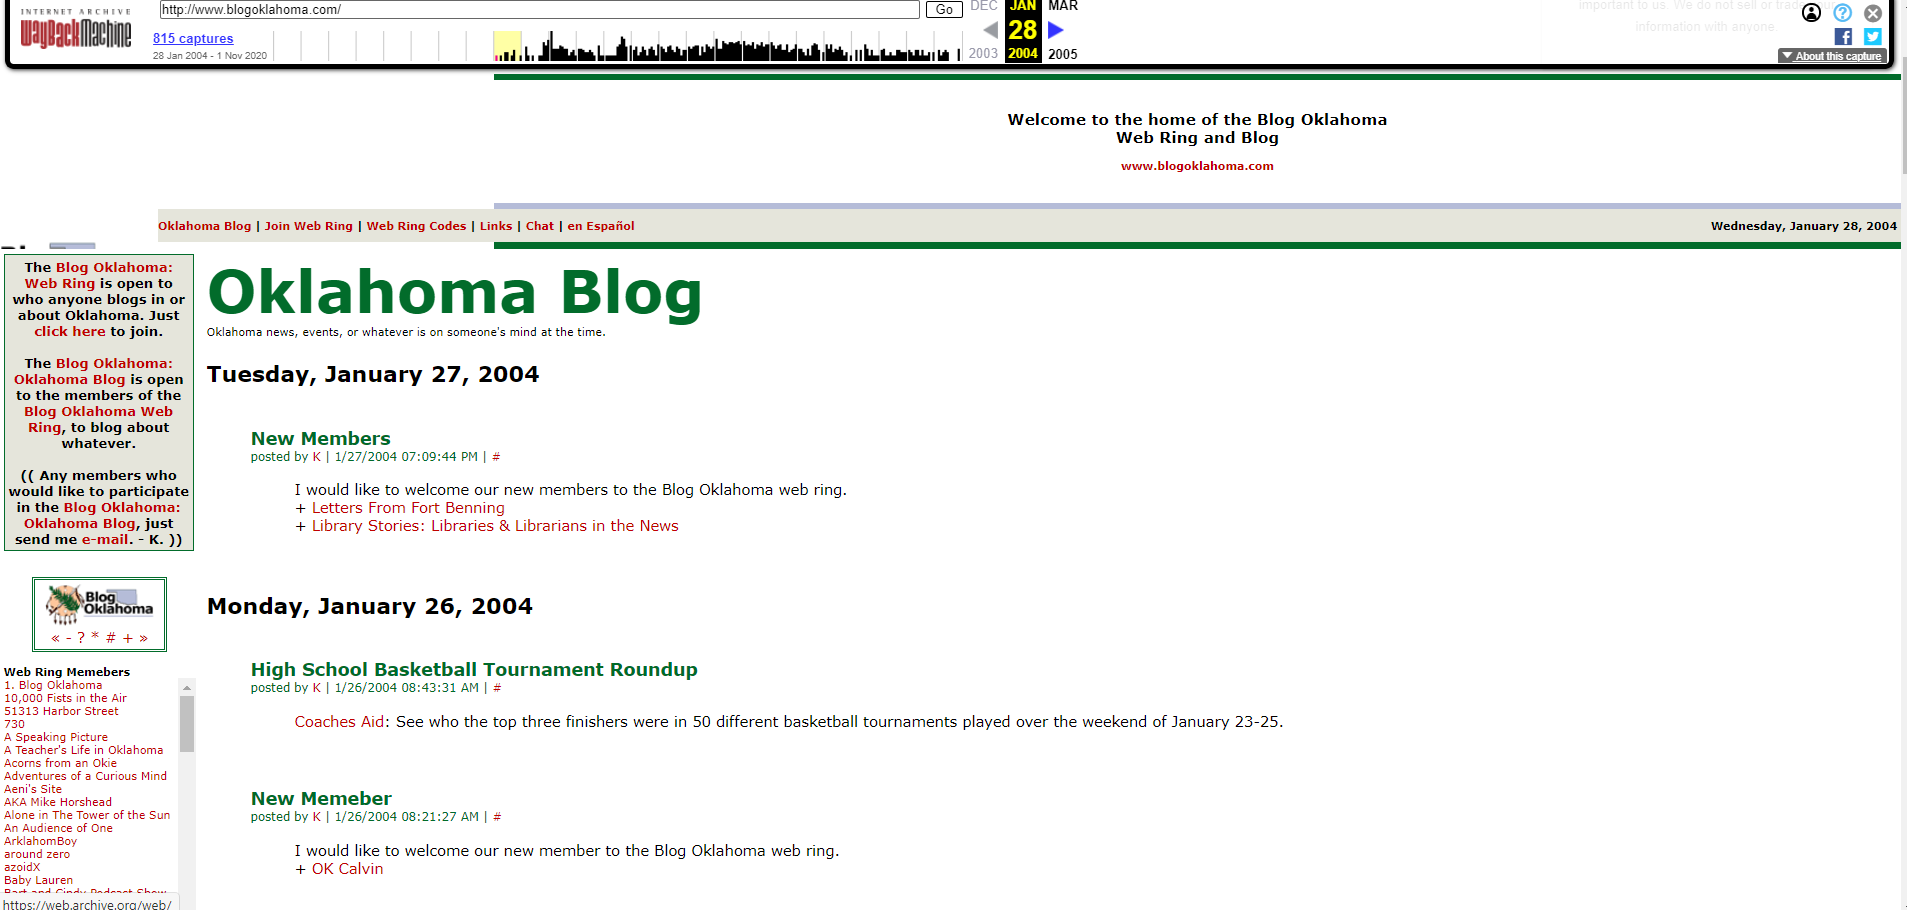 INTERNET ARCHIVE
WayBackMachine
http://www.blogoklahoma.com/
Go
DEC
JAN
MAR
815 captures
28
28 Jan 2004 - 1 Nov 2020
2003
2004
2005
important to us. We do not sell or trade your
information with anyone.
About this capture
Welcome to the home of the Blog Oklahoma
Web Ring and Blog
www.blogoklahoma.com
Oklahoma Blog | Join Web Ring | Web Ring Codes | Links | Chat | en Español
Wednesday, January 28, 2004
The Blog Oklahoma:
Web Ring is open to
who anyone blogs in or
about Oklahoma. Just
click here to join.
The Blog Oklahoma:
Oklahoma Blog is open
to the members of the
Blog Oklahoma Web
Ring, to blog about
whatever.
(( Any members who
would like to participate
in the Blog Oklahoma:
Oklahoma Blog, just
send me e-mail. - K. ))
Blog
Oklahoma
« - ? * # + »
Web Ring Memebers
1. Blog Oklahoma
10,000 Fists in the Air
51313 Harbor Street
730
A Speaking Picture
A Teacher's Life in Oklahoma
Acorns from an Okie
Adventures of a Curious Mind
Aeni's Site
AKA Mike Horshead
Alone in The Tower of the Sun
An Audience of One
ArklahomBoy
around zero
azoidX
Baby Lauren
Bart and Cindy Podcast Show
https://web.archive.org/web/
Oklahoma Blog
Oklahoma news, events, or whatever is on someone's mind at the time.
Tuesday, January 27, 2004
New Members
posted by K | 1/27/2004 07:09:44 PM | #
I would like to welcome our new members to the Blog Oklahoma web ring.
+ Letters From Fort Benning
+ Library Stories: Libraries & Librarians in the News
Monday, January 26, 2004
High School Basketball Tournament Roundup
posted by K | 1/26/2004 08:43:31 AM | #
Coaches Aid: See who the top three finishers were in 50 different basketball tournaments played over the weekend of January 23-25.
New Memeber
posted by K | 1/26/2004 08:21:27 AM | #
I would like to welcome our new member to the Blog Oklahoma web ring.
+ OK Calvin